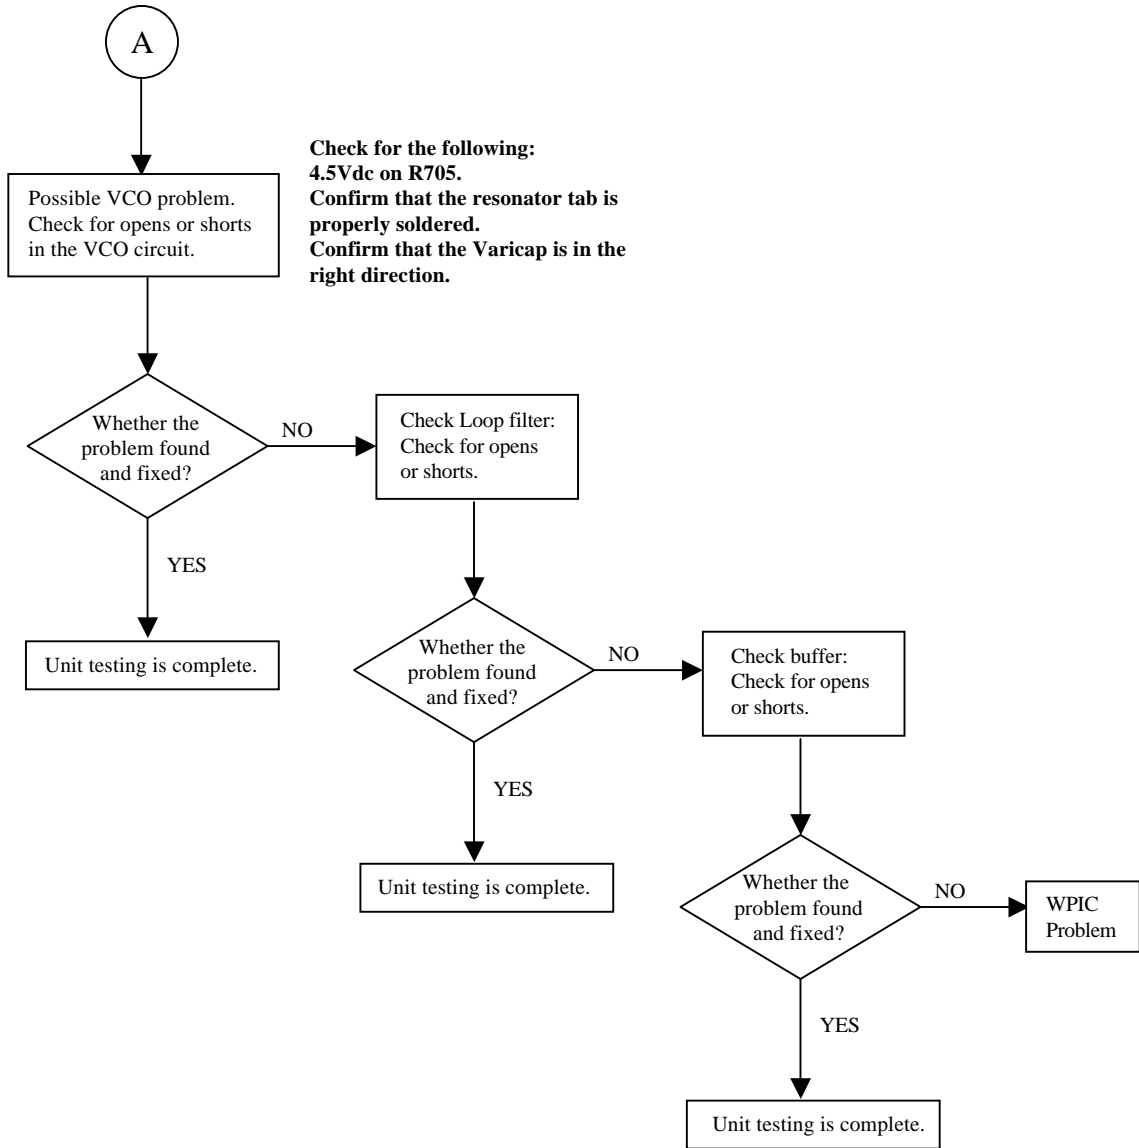 A
Check for the following:
4.5Vdc on R705.
Confirm that the resonator tab is
properly soldered.
Confirm that the Varicap is in the
right direction.
Possible VCO problem.
Check for opens or shorts
in the VCO circuit.
Whether the
problem found
and fixed?
NO
Check Loop filter:
Check for opens
or shorts.
YES
Unit testing is complete.
Whether the
problem found
and fixed?
NO
Check buffer:
Check for opens
or shorts.
YES
Unit testing is complete.
Whether the
problem found
and fixed?
NO
WPIC
Problem
YES
Unit testing is complete.